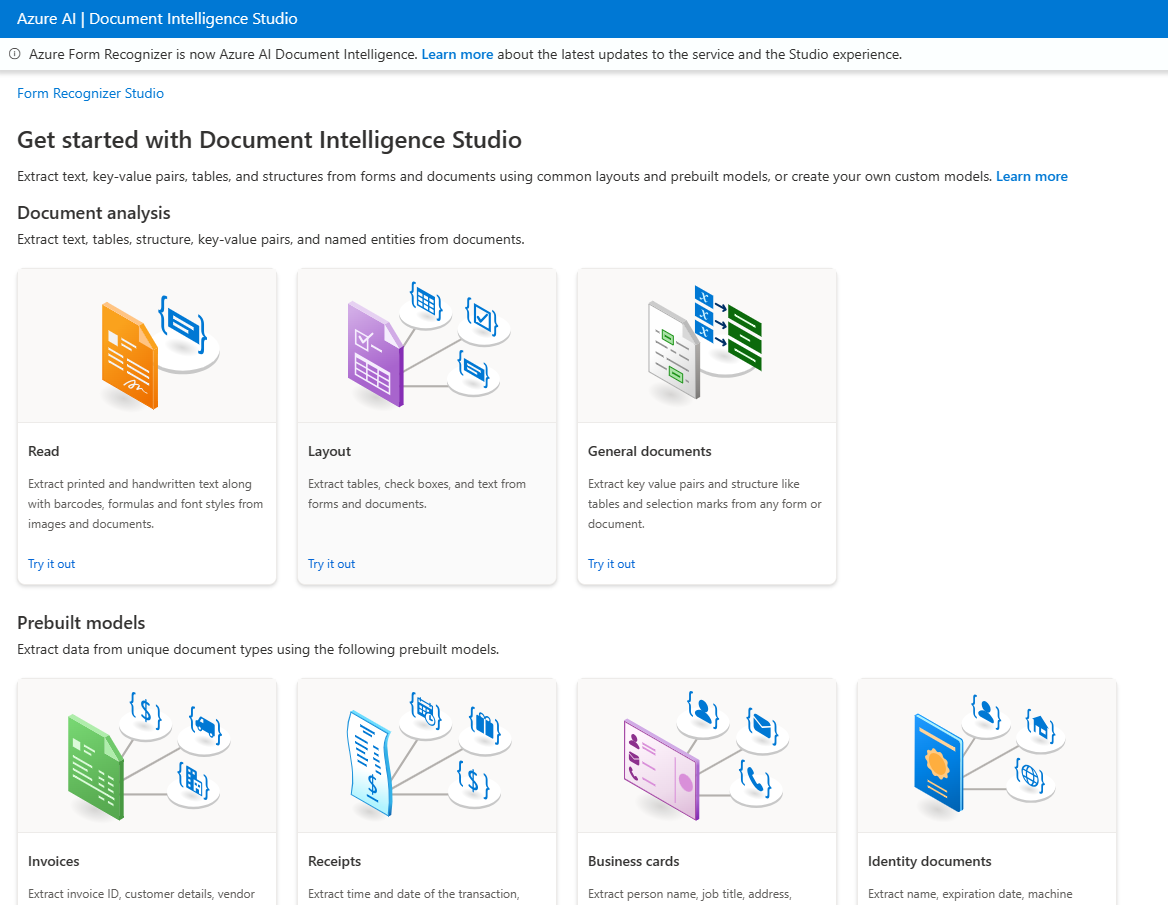 Azure AI | Document Intelligence Studio
Azure Form Recognizer is now Azure AI Document Intelligence. Learn more about the latest updates to the service and the Studio experience.
Form Recognizer Studio
Get started with Document Intelligence Studio
Extract text, key-value pairs, tables, and structures from forms and documents using common layouts and prebuilt models, or create your own custom models. Learn more
Document analysis
Extract text, tables, structure, key-value pairs, and named entities from documents.
Read
Extract printed and handwritten text along
with barcodes, formulas and font styles from
images and documents.
Try it out
Layout
Extract tables, check boxes, and text from
forms and documents.
Try it out
General documents
Extract key value pairs and structure like
tables and selection marks from any form or
document.
Try it out
Prebuilt models
Extract data from unique document types using the following prebuilt models.
Invoices
Extract invoice ID, customer details, vendor
Receipts
Extract time and date of the transaction,
Business cards
Extract person name, job title, address,
Identity documents
Extract name, expiration date, machine